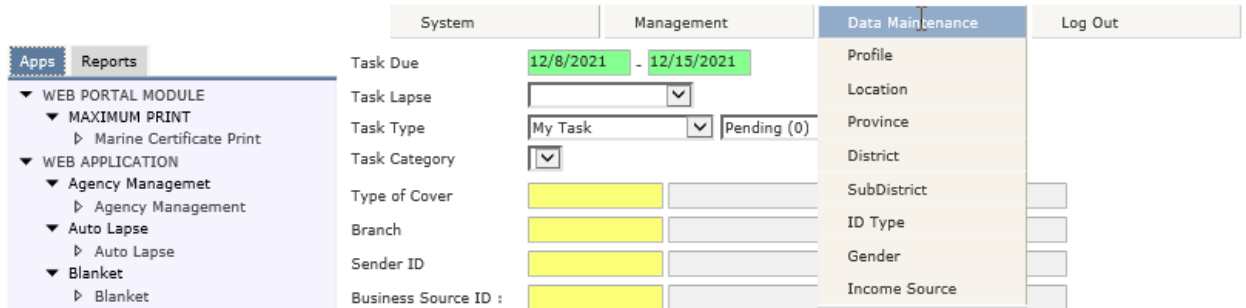 System Management Data Maintenance Log Out
Apps Reports
WEB PORTAL MODULE
MAXIMUM PRINT
Marine Certificate Print
WEB APPLICATION
Agency Managemet
Agency Management
Auto Lapse
Auto Lapse
Blanket
Blanket
Task Due 12/8/2021 - 12/15/2021
Task Lapse
Task Type My Task Pending (0)
Task Category
Type of Cover
Branch
Sender ID
Business Source ID :
Profile
Location
Province
District
SubDistrict
ID Type
Gender
Income Source